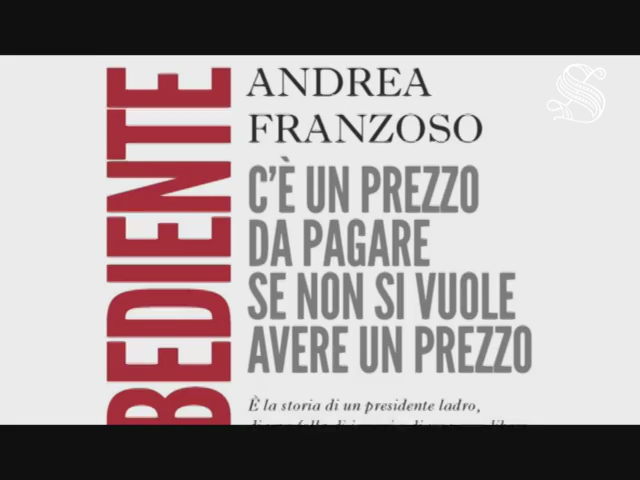 BEDIENTE
ANDREA
FRANZOSO
C'È UN PREZZO
DA PAGARE
SE NON SI VUOLE
AVERE UN PREZZO
È la storia di un presidente ladro,